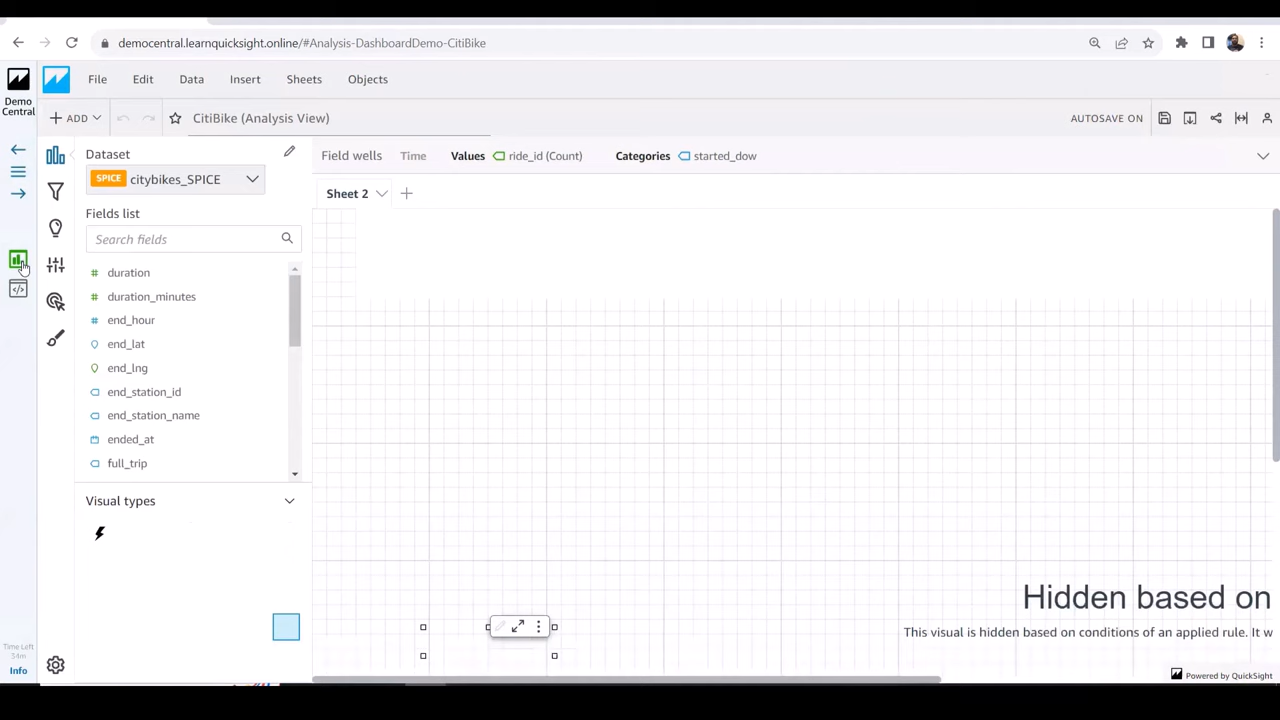 democentral.learnquicksight.online/#Analysis-DashboardDemo-CitiBike
Demo
Central
File Edit Data Insert Sheets Objects
ADD
CitiBike (Analysis View)
AUTOSAVE ON
Dataset
SPICE citybikes_SPICE
Field wells Time Values ride_id (Count) Categories started_dow
Sheet 2
Fields list
Search fields
duration
duration_minutes
end_hour
end_lat
end_lng
end_station_id
end_station_name
ended_at
full_trip
Visual types
Hidden based on
This visual is hidden based on conditions of an applied rule. It w
Time Left
54m
Info
Powered by QuickSight